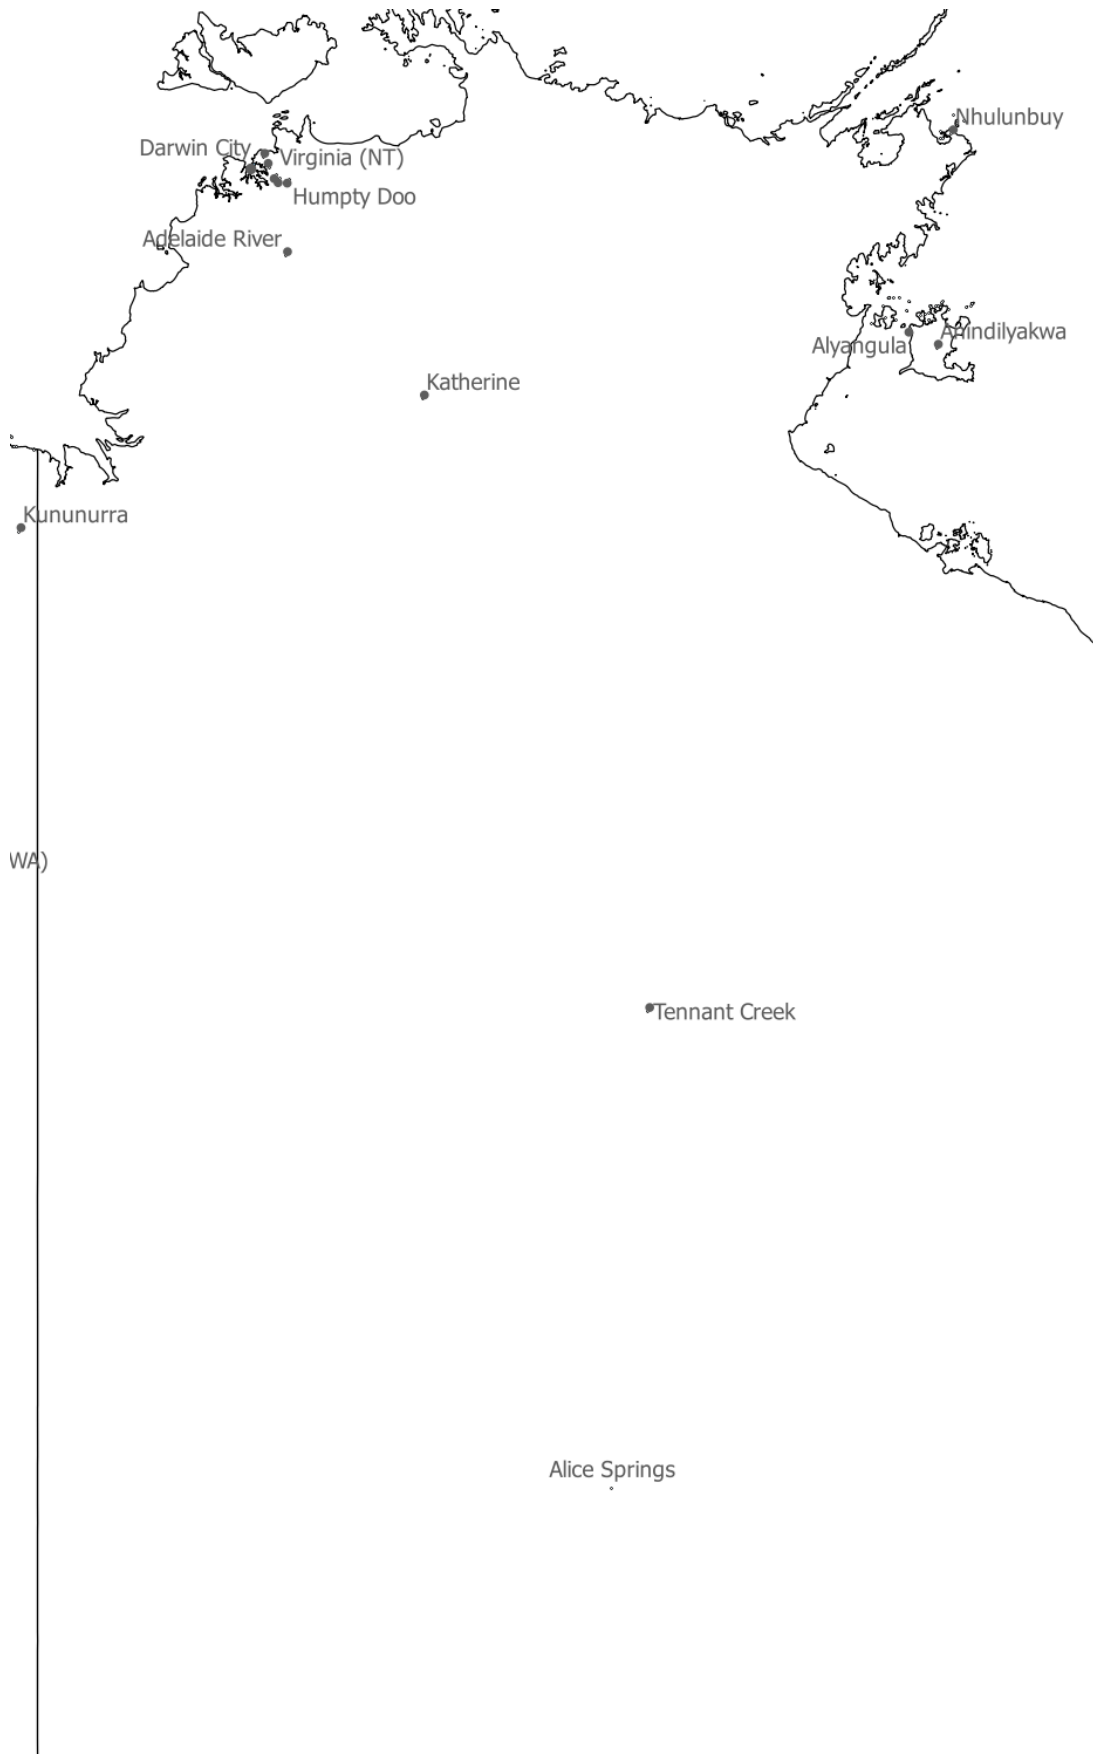 Nhulunbuy
Darwin City
Virginia (NT)
Humpty Doo
Adelaide River
Anindilyakwa
Alyangula
Katherine
Kununurra
WA)
Tennant Creek
Alice Springs